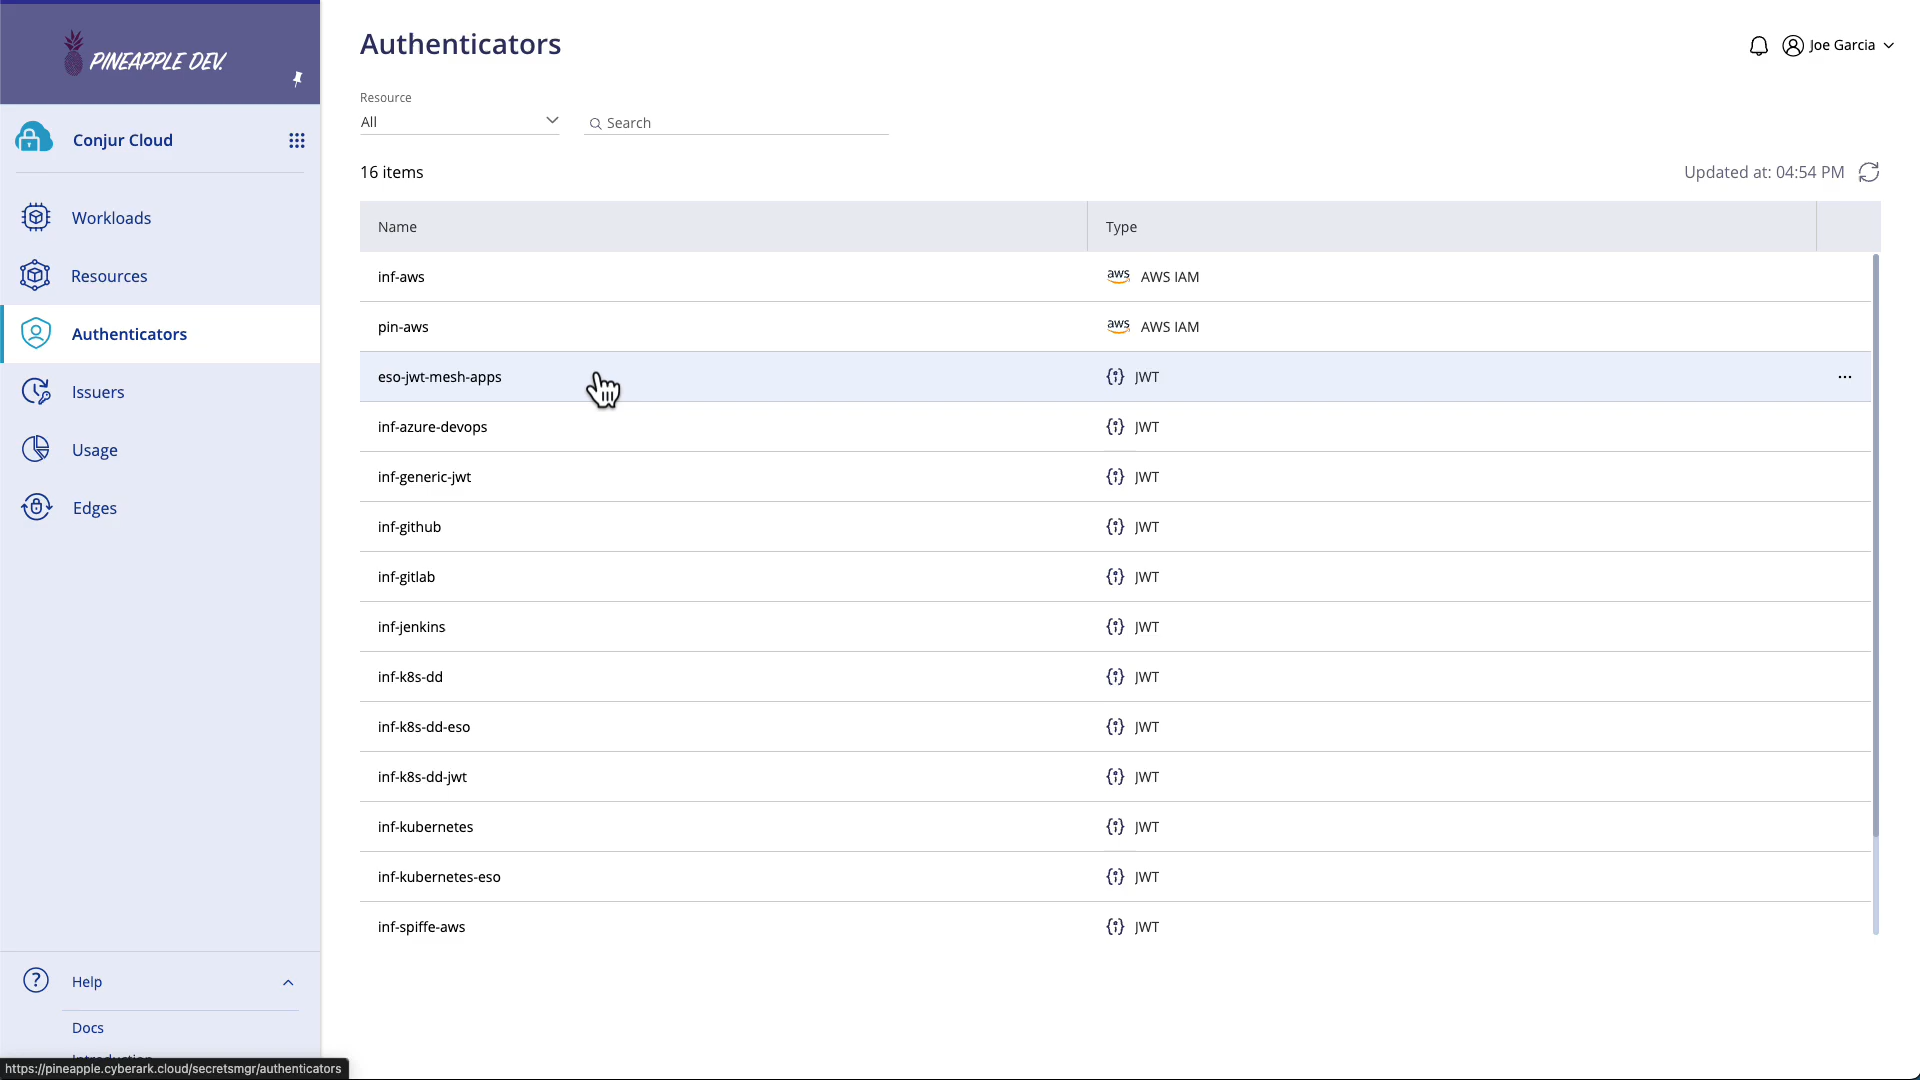 PINEAPPLE DEV.
Conjur Cloud
Workloads
Resources
Authenticators
Issuers
Usage
Edges
Help
Docs
https://pineapple.cyberark.cloud/secretsmgr/authenticators
Authenticators
Joe Garcia
Resource
All
Search
16 items
Updated at: 04:54 PM
Name Type
inf-aws aws AWS IAM
pin-aws aws AWS IAM
eso-jwt-mesh-apps JWT
inf-azure-devops JWT
inf-generic-jwt JWT
inf-github JWT
inf-gitlab JWT
inf-jenkins JWT
inf-k8s-dd JWT
inf-k8s-dd-eso JWT
inf-k8s-dd-jwt JWT
inf-kubernetes JWT
inf-kubernetes-eso JWT
inf-spiffe-aws JWT